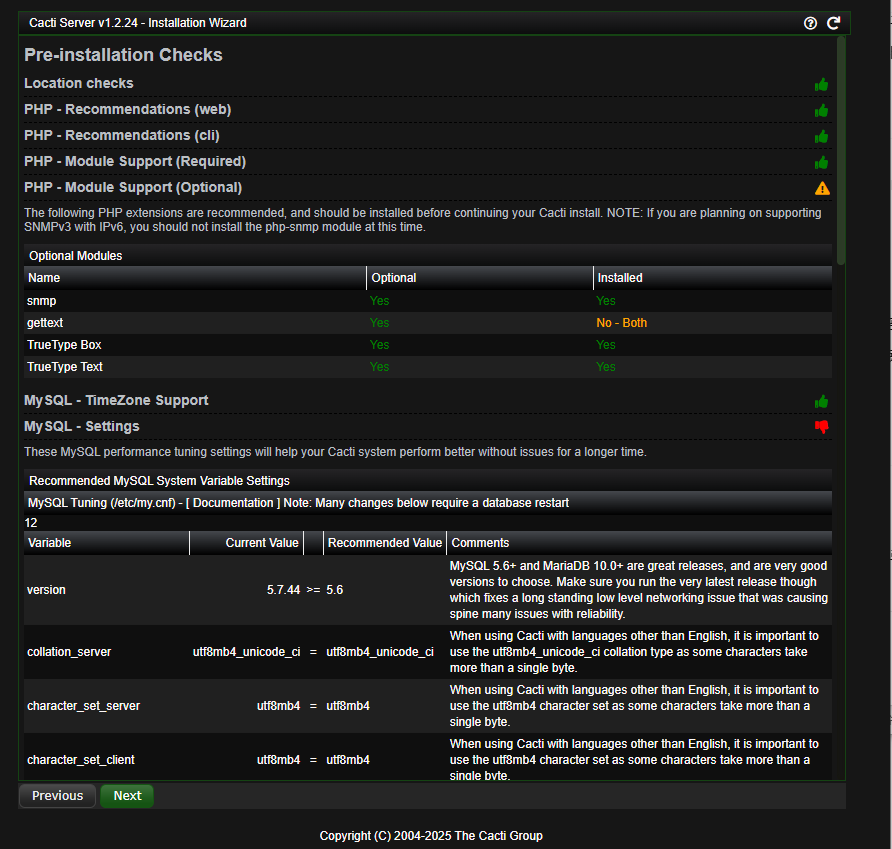 Cacti Server v1.2.24 - Installation Wizard
Pre-installation Checks
Location checks
PHP - Recommendations (web)
PHP - Recommendations (cli)
PHP - Module Support (Required)
PHP - Module Support (Optional)
The following PHP extensions are recommended, and should be installed before continuing your Cacti install. NOTE: If you are planning on supporting
SNMPv3 with IPv6, you should not install the php-snmp module at this time.
Optional Modules
Name Optional Installed
snmp Yes Yes
gettext Yes No - Both
TrueType Box Yes Yes
TrueType Text Yes Yes
MySQL - TimeZone Support
MySQL - Settings
These MySQL performance tuning settings will help your Cacti system perform better without issues for a longer time.
Recommended MySQL System Variable Settings
MySQL Tuning (/etc/my.cnf) - [ Documentation ] Note: Many changes below require a database restart
12
Variable Current Value Recommended Value Comments
MySQL 5.6+ and MariaDB 10.0+ are great releases, and are very good
versions to choose. Make sure you run the very latest release though
version 5.7.44 >= 5.6
which fixes a long standing low level networking issue that was causing
spine many issues with reliability.
When using Cacti with languages other than English, it is important to
collation_server utf8mb4_unicode_ci = utf8mb4_unicode_ci use the utf8mb4_unicode_ci collation type as some characters take
more than a single byte.
When using Cacti with languages other than English, it is important to
character_set_server utf8mb4 = utf8mb4 use the utf8mb4 character set as some characters take more than a
single byte.
When using Cacti with languages other than English, it is important to
character_set_client utf8mb4 = utf8mb4 use the utf8mb4 character set as some characters take more than a
single byte.
Previous Next
Copyright (C) 2004-2025 The Cacti Group